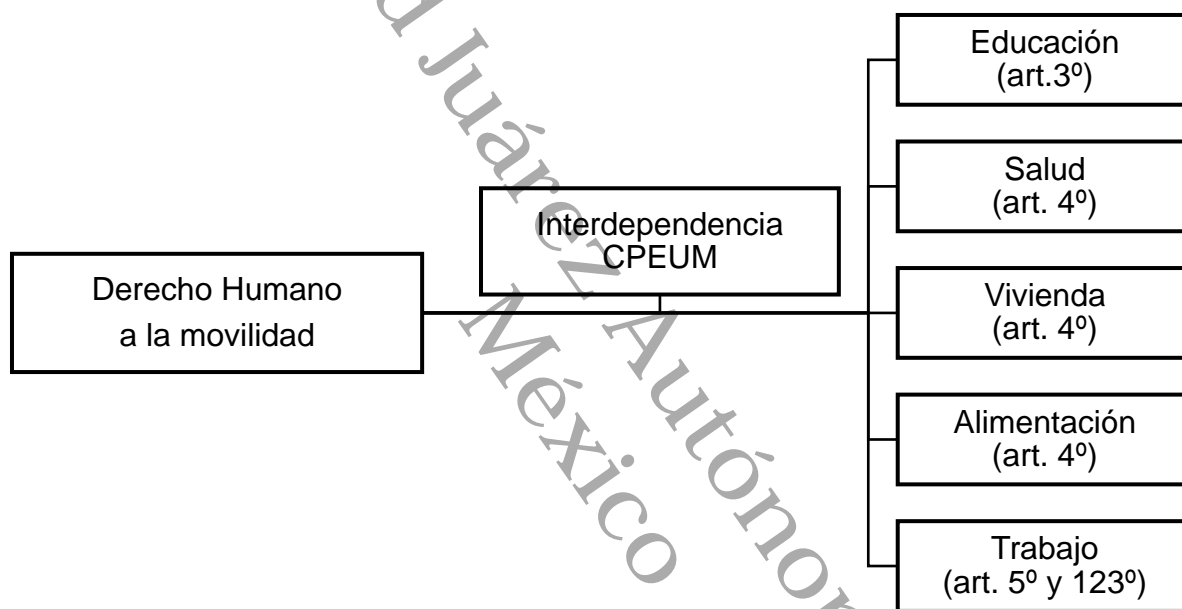 Derecho Humano
a la movilidad
Interdependencia
CPEUM
Educación
(art.3º)
Salud
(art. 4º)
Vivienda
(art. 4º)
Alimentación
(art. 4º)
Trabajo
(art. 5º y 123º)
Juárez Autóno
México